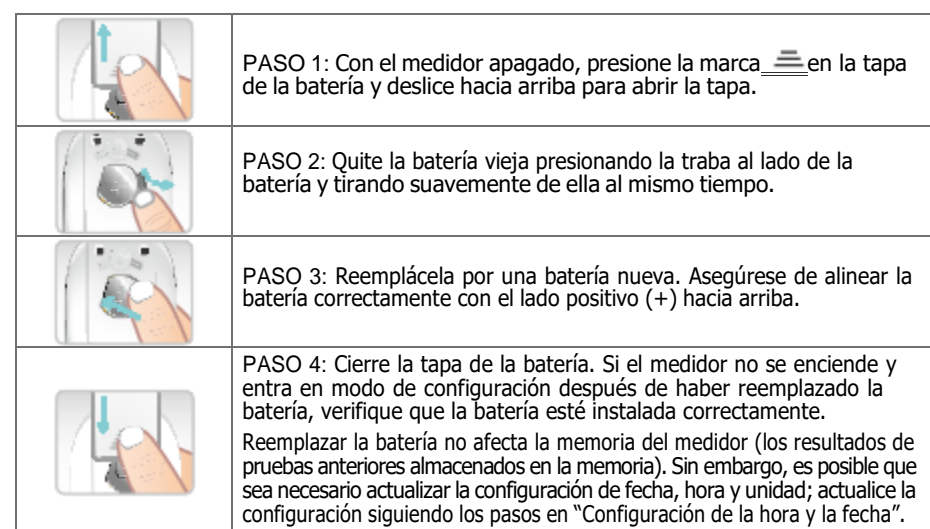 PASO 1: Con el medidor apagado, presione la marca en la tapa
de la batería y deslice hacia arriba para abrir la tapa.
PASO 2: Quite la batería vieja presionando la traba al lado de la
batería y tirando suavemente de ella al mismo tiempo.
PASO 3: Reemplácela por una batería nueva. Asegúrese de alinear la
batería correctamente con el lado positivo (+) hacia arriba.
PASO 4: Cierre la tapa de la batería. Si el medidor no se enciende y
entra en modo de configuración después de haber reemplazado la
batería, verifique que la batería esté instalada correctamente.
Reemplazar la batería no afecta la memoria del medidor (los resultados de
pruebas anteriores almacenados en la memoria). Sin embargo, es posible que
sea necesario actualizar la configuración de fecha, hora y unidad; actualice la
configuración siguiendo los pasos en “Configuración de la hora y la fecha”.